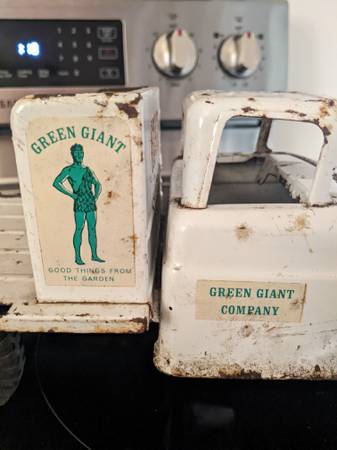 GREEN GIANT
GOOD THINGS FROM
THE GARDEN
GREEN GIANT
COMPANY